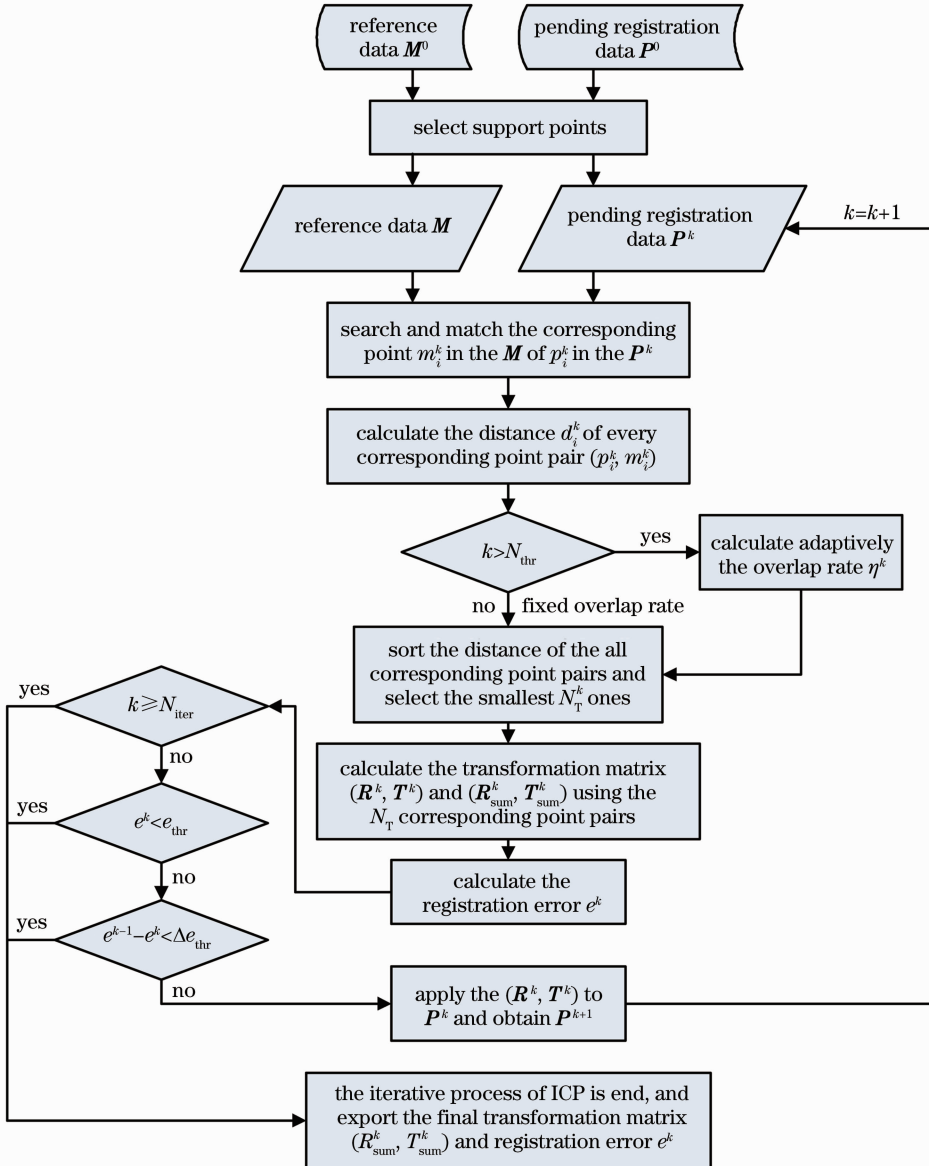 reference
data M⁰
pending registration
data P⁰
select support points
reference data M
pending registration
data Pᵏ
k=k+1
search and match the corresponding
point mᵢᵏ in the M of pᵢᵏ in the Pᵏ
calculate the distance dᵢᵏ of every
corresponding point pair (pᵢᵏ, mᵢᵏ)
k>N_thr
yes
calculate adaptively
the overlap rate ηᵏ
no fixed overlap rate
sort the distance of the all
corresponding point pairs and
select the smallest N_T^k ones
calculate the transformation matrix
(Rᵏ, Tᵏ) and (R_sum^k, T_sum^k) using the
N_T corresponding point pairs
calculate the
registration error eᵏ
yes
k⩾N_iter
no
yes
eᵏ<e_thr
no
yes
eᵏ⁻¹−eᵏ<Δe_thr
no
apply the (Rᵏ, Tᵏ) to
Pᵏ and obtain Pᵏ⁺¹
the iterative process of ICP is end, and
export the final transformation matrix
(R_sum^k, T_sum^k) and registration error eᵏ